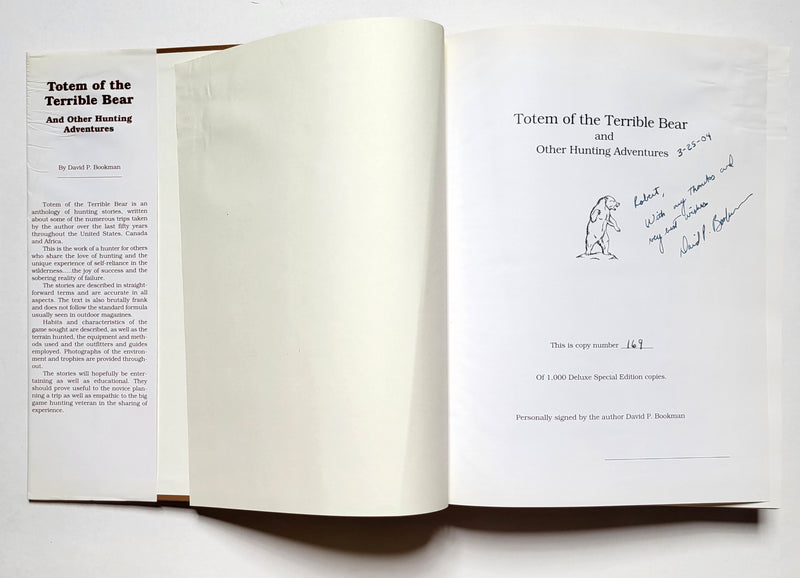 Totem of the
Terrible Bear
And Other Hunting
Adventures
By David P. Bookman
Totem of the Terrible Bear is an
anthology of hunting stories, written
about some of the numerous trips taken
by the author over the last fifty years
throughout the United States, Canada
and Africa.
This is the work of a hunter for others
who share the love of hunting and the
unique experience of self-reliance in the
wilderness.....the joy of success and the
sobering reality of failure.
The stories are described in straight-
forward terms and are accurate in all
aspects. The text is also brutally frank
and does not follow the standard formula
usually seen in outdoor magazines.
Habits and characteristics of the
game sought are described, as well as the
terrain hunted, the equipment and meth-
ods used and the outfitters and guides
employed. Photographs of the environ-
ment and trophies are provided through-
out.
The stories will hopefully be enter-
taining as well as educational. They
should prove useful to the novice plan-
ning a trip as well as empathic to the big
game hunting veteran in the sharing of
experience.
Totem of the Terrible Bear
and
Other Hunting Adventures
3-25-04
Robert,
With my thanks and
very best wishes
David P. Bookman
This is copy number 169
Of 1,000 Deluxe Special Edition copies.
Personally signed by the author David P. Bookman